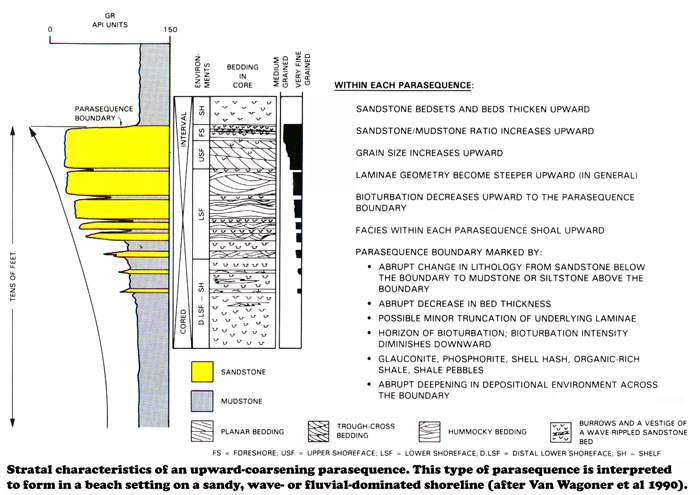 GR
API UNITS
0 150
PARASEQUENCE
BOUNDARY
TENS OF FEET
ENVIRON-
MENTS
BEDDING
IN
CORE
MEDIUM
GRAINED
VERY FINE
GRAINED
CORED INTERVAL
SH
FS
USF
LSF
D.LSF – SH
SANDSTONE
MUDSTONE
WITHIN EACH PARASEQUENCE:
SANDSTONE BEDSETS AND BEDS THICKEN UPWARD
SANDSTONE/MUDSTONE RATIO INCREASES UPWARD
GRAIN SIZE INCREASES UPWARD
LAMINAE GEOMETRY BECOME STEEPER UPWARD (IN GENERAL)
BIOTURBATION DECREASES UPWARD TO THE PARASEQUENCE
BOUNDARY
FACIES WITHIN EACH PARASEQUENCE SHOAL UPWARD
PARASEQUENCE BOUNDARY MARKED BY:
• ABRUPT CHANGE IN LITHOLOGY FROM SANDSTONE BELOW
THE BOUNDARY TO MUDSTONE OR SILTSTONE ABOVE THE
BOUNDARY
• ABRUPT DECREASE IN BED THICKNESS
• POSSIBLE MINOR TRUNCATION OF UNDERLYING LAMINAE
• HORIZON OF BIOTURBATION; BIOTURBATION INTENSITY
DIMINISHES DOWNWARD
• GLAUCONITE, PHOSPHORITE, SHELL HASH, ORGANIC-RICH
SHALE, SHALE PEBBLES
• ABRUPT DEEPENING IN DEPOSITIONAL ENVIRONMENT ACROSS
THE BOUNDARY
PLANAR BEDDING
TROUGH-CROSS
BEDDING
HUMMOCKY BEDDING
BURROWS AND A VESTIGE OF
A WAVE-RIPPLED SANDSTONE
BED
FS = FORESHORE; USF = UPPER SHOREFACE; LSF = LOWER SHOREFACE; D.LSF = DISTAL LOWER SHOREFACE; SH = SHELF
Stratal characteristics of an upward-coarsening parasequence. This type of parasequence is interpreted
to form in a beach setting on a sandy, wave- or fluvial-dominated shoreline (after Van Wagoner et al 1990).